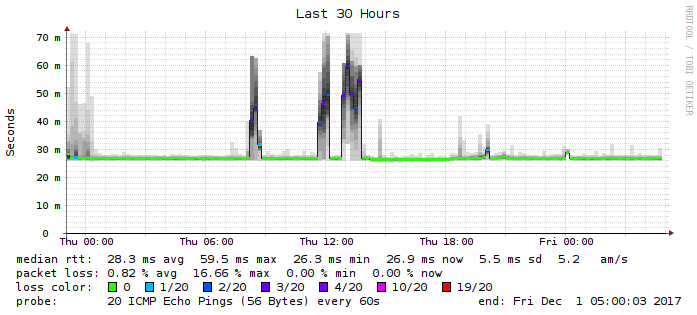 Last 30 Hours
RRDTOOL / TOBI OETIKER
Seconds
70 m
60 m
50 m
40 m
30 m
20 m
10 m
0
Thu 00:00 Thu 06:00 Thu 12:00 Thu 18:00 Fri 00:00
median rtt: 28.3 ms avg 59.5 ms max 26.3 ms min 26.9 ms now 5.5 ms sd 5.2 am/s
packet loss: 0.82 % avg 16.66 % max 0.00 % min 0.00 % now
loss color: 0 1/20 2/20 3/20 4/20 10/20 19/20
probe: 20 ICMP Echo Pings (56 Bytes) every 60s end: Fri Dec 1 05:00:03 2017